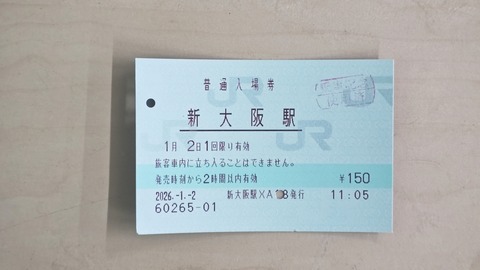 普通入場券
新大阪駅
1月 2日1回限り有効
旅客車内に立ち入ることはできません。
発売時刻から2時間以内有効 ¥150
2026.-1.-2 新大阪駅XA 8発行 11:05
60265-01